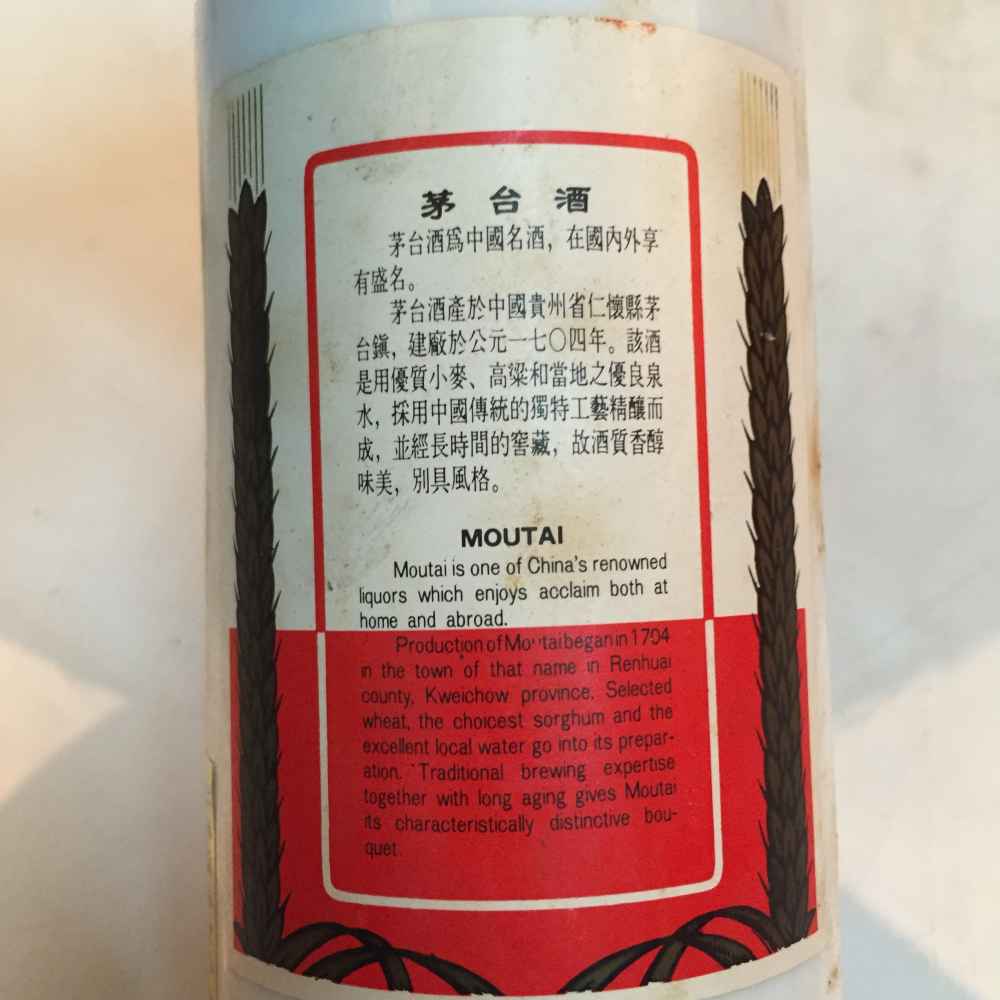 茅台酒
茅台酒爲中國名酒，在國內外享
有盛名。
茅台酒產於中國貴州省仁懷縣茅
台鎭，建廠於公元一七〇四年。該酒
是用優質小麥、高粱和當地之優良泉
水，採用中國傳統的獨特工藝精釀而
成，並經長時間的窖藏，故酒質香醇
味美，別具風格。
MOUTAI
Moutai is one of China's renowned
liquors which enjoys acclaim both at
home and abroad.
Production of Moutai began in 1704
in the town of that name in Renhuai
county, Kweichow province. Selected
wheat, the choicest sorghum and the
excellent local water go into its prepar-
ation. Traditional brewing expertise
together with long aging gives Moutai
its characteristically distinctive bou-
quet.